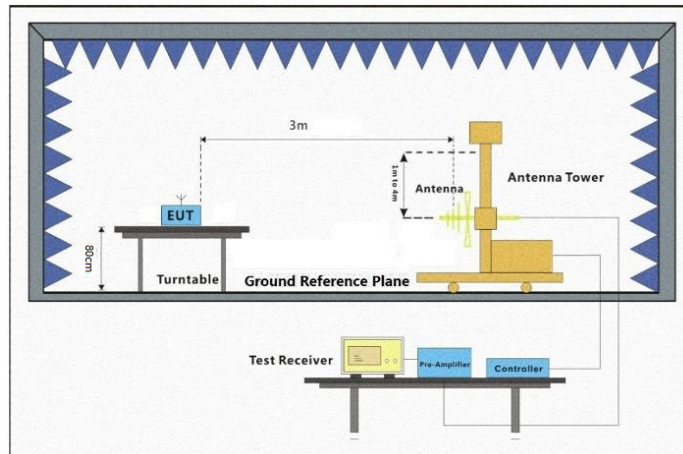 3m
1m to 4m
Antenna
Antenna Tower
EUT
80cm
Turntable
Ground Reference Plane
Test Receiver
Pre-Amplifier
Controller